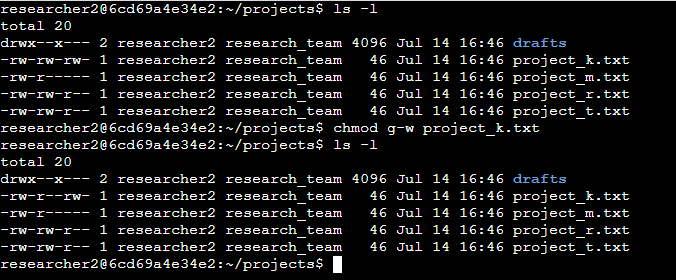 researcher2@6cd69a4e34e2:~/projects$ ls -l
total 20
drwx--x--- 2 researcher2 research_team 4096 Jul 14 16:46 drafts
-rw-rw-rw- 1 researcher2 research_team   46 Jul 14 16:46 project_k.txt
-rw-r----- 1 researcher2 research_team   46 Jul 14 16:46 project_m.txt
-rw-rw-r-- 1 researcher2 research_team   46 Jul 14 16:46 project_r.txt
-rw-rw-r-- 1 researcher2 research_team   46 Jul 14 16:46 project_t.txt
researcher2@6cd69a4e34e2:~/projects$ chmod g-w project_k.txt
researcher2@6cd69a4e34e2:~/projects$ ls -l
total 20
drwx--x--- 2 researcher2 research_team 4096 Jul 14 16:46 drafts
-rw-r--rw- 1 researcher2 research_team   46 Jul 14 16:46 project_k.txt
-rw-r----- 1 researcher2 research_team   46 Jul 14 16:46 project_m.txt
-rw-rw-r-- 1 researcher2 research_team   46 Jul 14 16:46 project_r.txt
-rw-rw-r-- 1 researcher2 research_team   46 Jul 14 16:46 project_t.txt
researcher2@6cd69a4e34e2:~/projects$